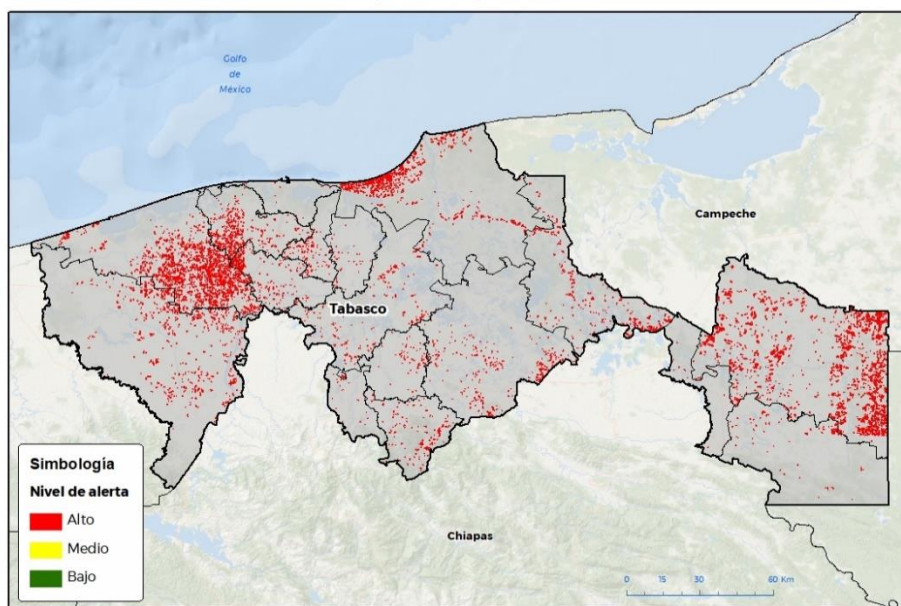 Golfo
de
México
Campeche
Tabasco
Chiapas
Simbología
Nivel de alerta
Alto
Medio
Bajo
0 15 30 60 Km